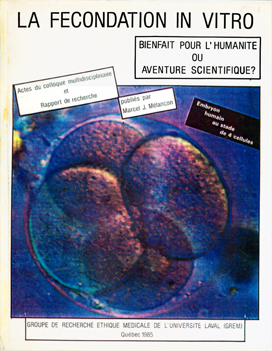 LA FECONDATION IN VITRO
BIENFAIT POUR L'HUMANITE
OU
AVENTURE SCIENTIFIQUE?
Actes du colloque multidisciplinaire
et
Rapport de recherche
publiés par
Marcel J. Mélancon
Embryon
humain
au stade
de 4 cellules
GROUPE DE RECHERCHE ETHIQUE MEDICALE DE L'UNIVERSITE LAVAL (GREM)
Québec 1985